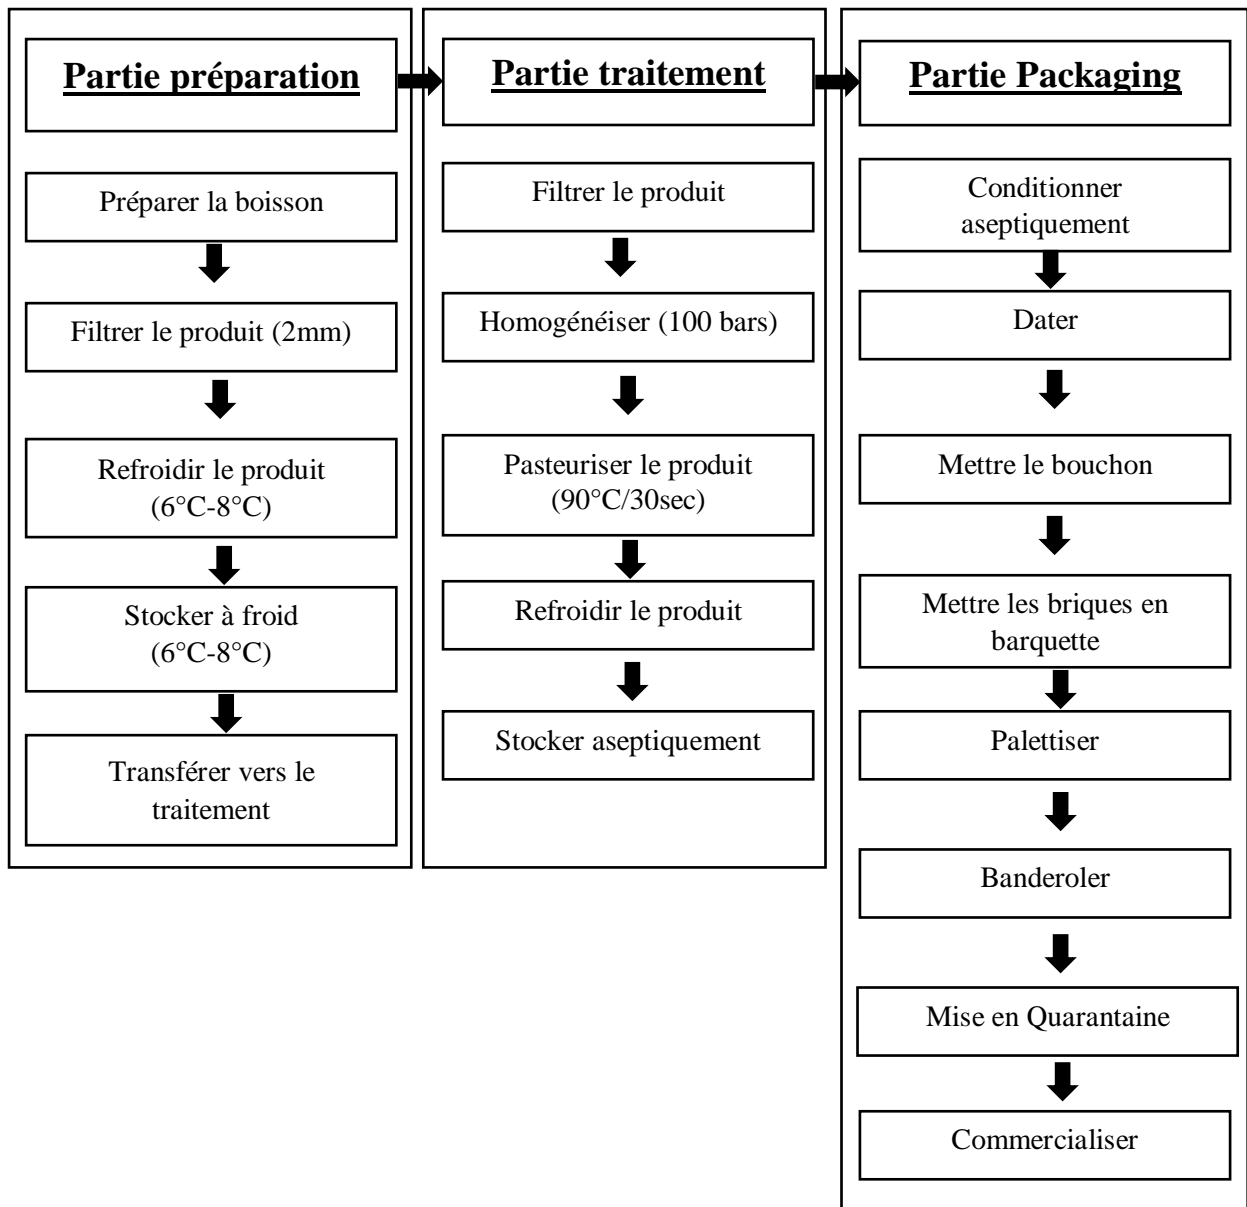 Partie préparation
Préparer la boisson
Filtrer le produit (2mm)
Refroidir le produit
(6°C-8°C)
Stocker à froid
(6°C-8°C)
Transférer vers le
traitement
Partie traitement
Filtrer le produit
Homogénéiser (100 bars)
Pasteuriser le produit
(90°C/30sec)
Refroidir le produit
Stocker aseptiquement
Partie Packaging
Conditionner
aseptiquement
Dater
Mettre le bouchon
Mettre les briques en
barquette
Palettiser
Banderoler
Mise en Quarantaine
Commercialiser